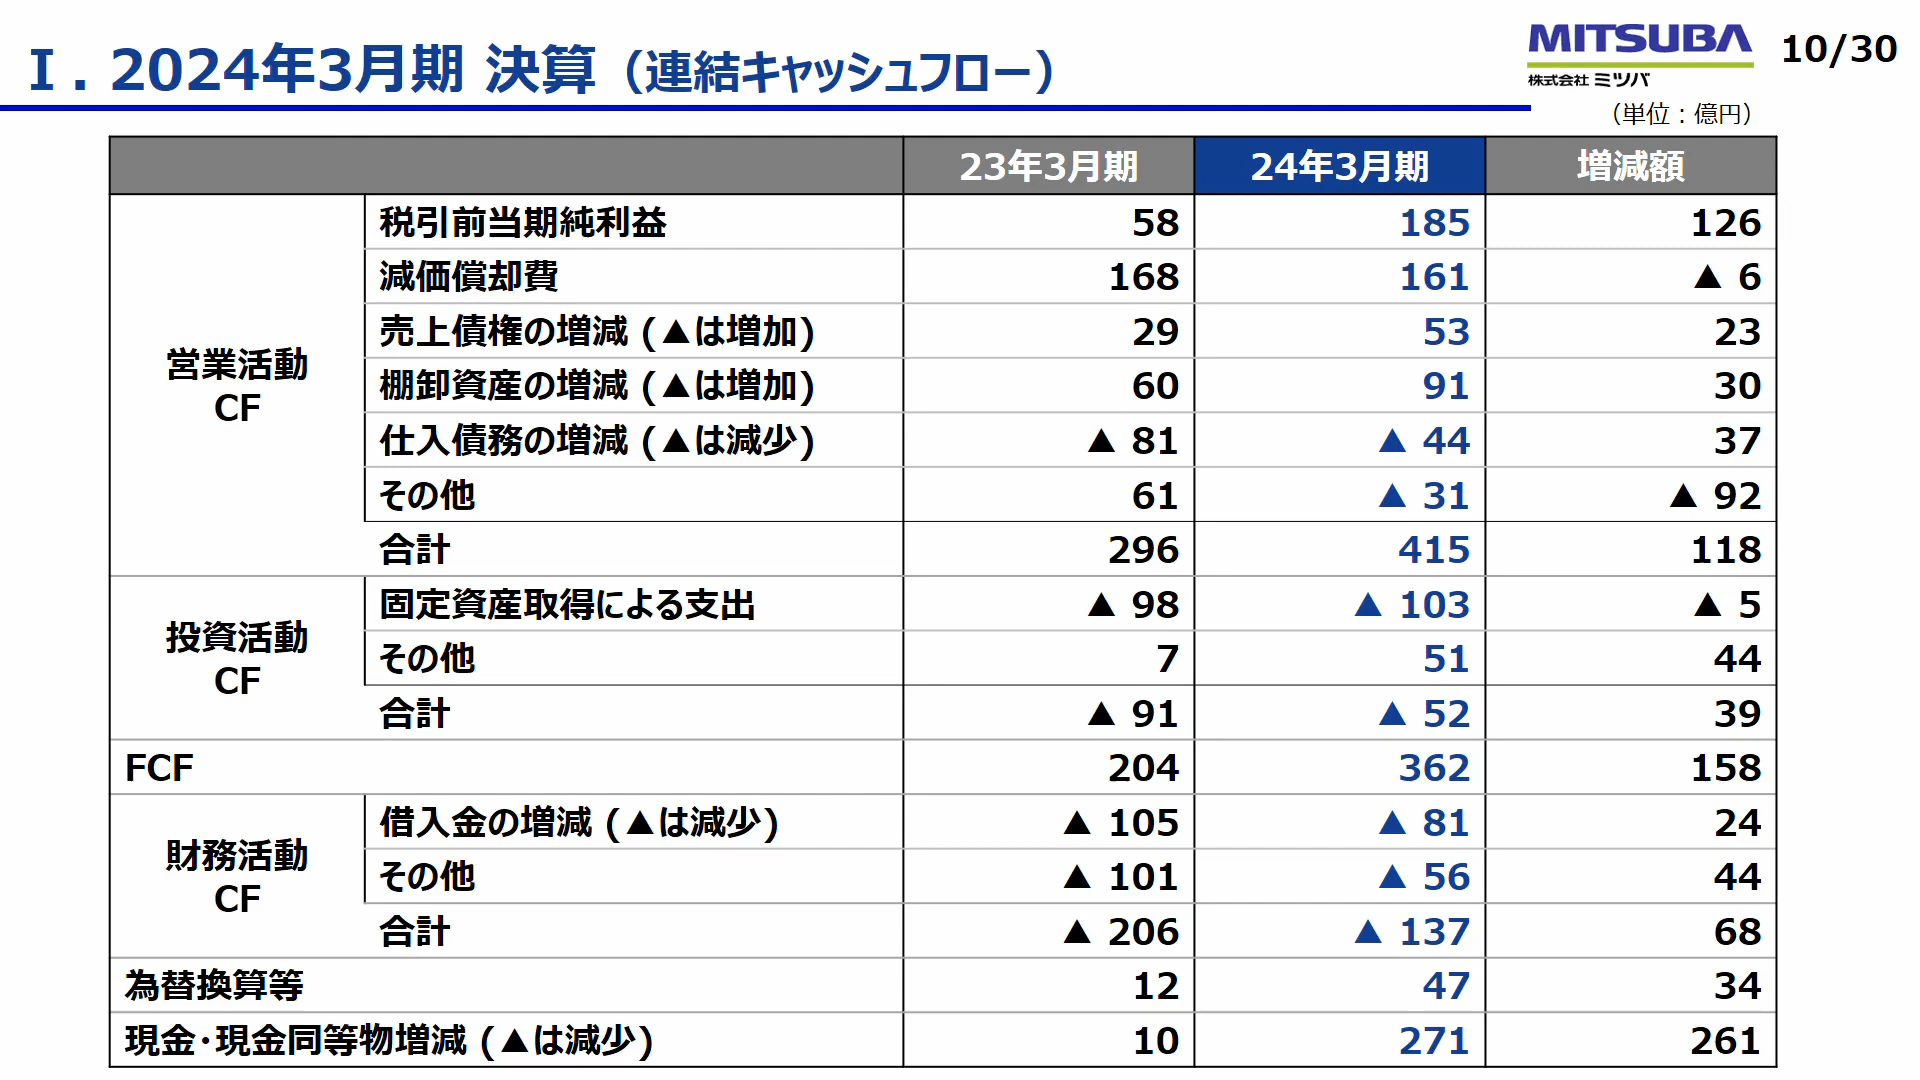 Ⅰ. 2024年3月期 決算（連結キャッシュフロー）
MITSUBA
株式会社 ミツバ
10/30
（単位：億円）
23年3月期 24年3月期 増減額
営業活動CF
税引前当期純利益 58 185 126
減価償却費 168 161 ▲ 6
売上債権の増減 (▲は増加) 29 53 23
棚卸資産の増減 (▲は増加) 60 91 30
仕入債務の増減 (▲は減少) ▲ 81 ▲ 44 37
その他 61 ▲ 31 ▲ 92
合計 296 415 118
投資活動CF
固定資産取得による支出 ▲ 98 ▲ 103 ▲ 5
その他 7 51 44
合計 ▲ 91 ▲ 52 39
FCF 204 362 158
財務活動CF
借入金の増減 (▲は減少) ▲ 105 ▲ 81 24
その他 ▲ 101 ▲ 56 44
合計 ▲ 206 ▲ 137 68
為替換算等 12 47 34
現金・現金同等物増減 (▲は減少) 10 271 261